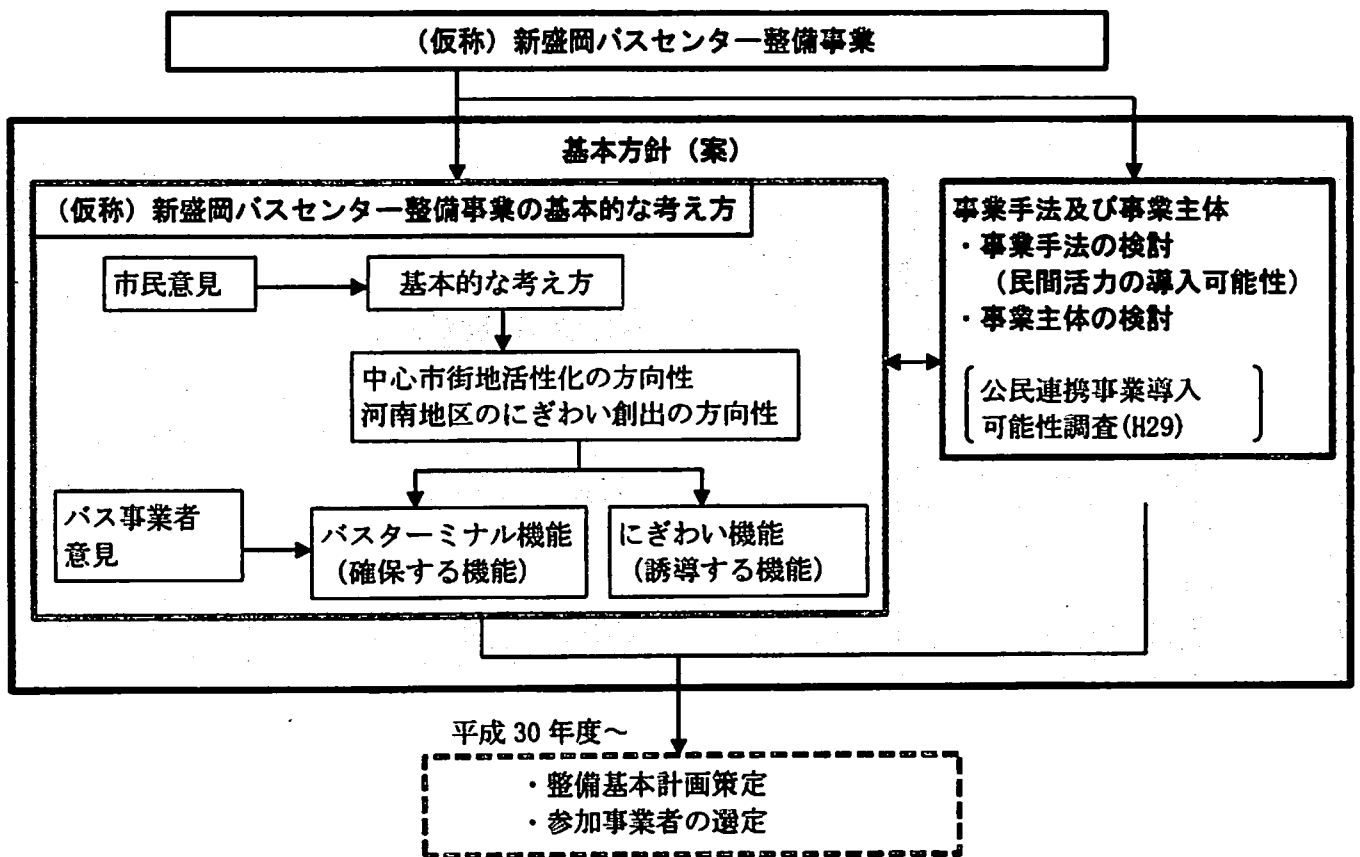 (仮称)新盛岡バスセンター整備事業
基本方針(案)
(仮称)新盛岡バスセンター整備事業の基本的な考え方
市民意見
基本的な考え方
中心市街地活性化の方向性
河南地区のにぎわい創出の方向性
バス事業者
意見
バスターミナル機能
(確保する機能)
にぎわい機能
(誘導する機能)
事業手法及び事業主体
・事業手法の検討
(民間活力の導入可能性)
・事業主体の検討
公民連携事業導入
可能性調査(H29)
平成30年度~
・整備基本計画策定
・参加事業者の選定